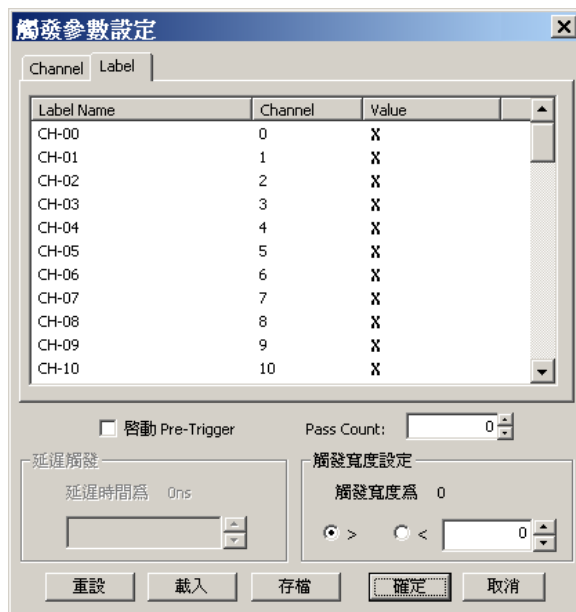 觸發參數設定
Channel Label
Label Name Channel Value
CH-00 0 X
CH-01 1 X
CH-02 2 X
CH-03 3 X
CH-04 4 X
CH-05 5 X
CH-06 6 X
CH-07 7 X
CH-08 8 X
CH-09 9 X
CH-10 10 X
啓動 Pre-Trigger Pass Count: 0
延遲觸發 觸發寬度設定
延遲時間爲 0ns 觸發寬度爲 0
> < 0
重設 載入 存檔 確定 取消